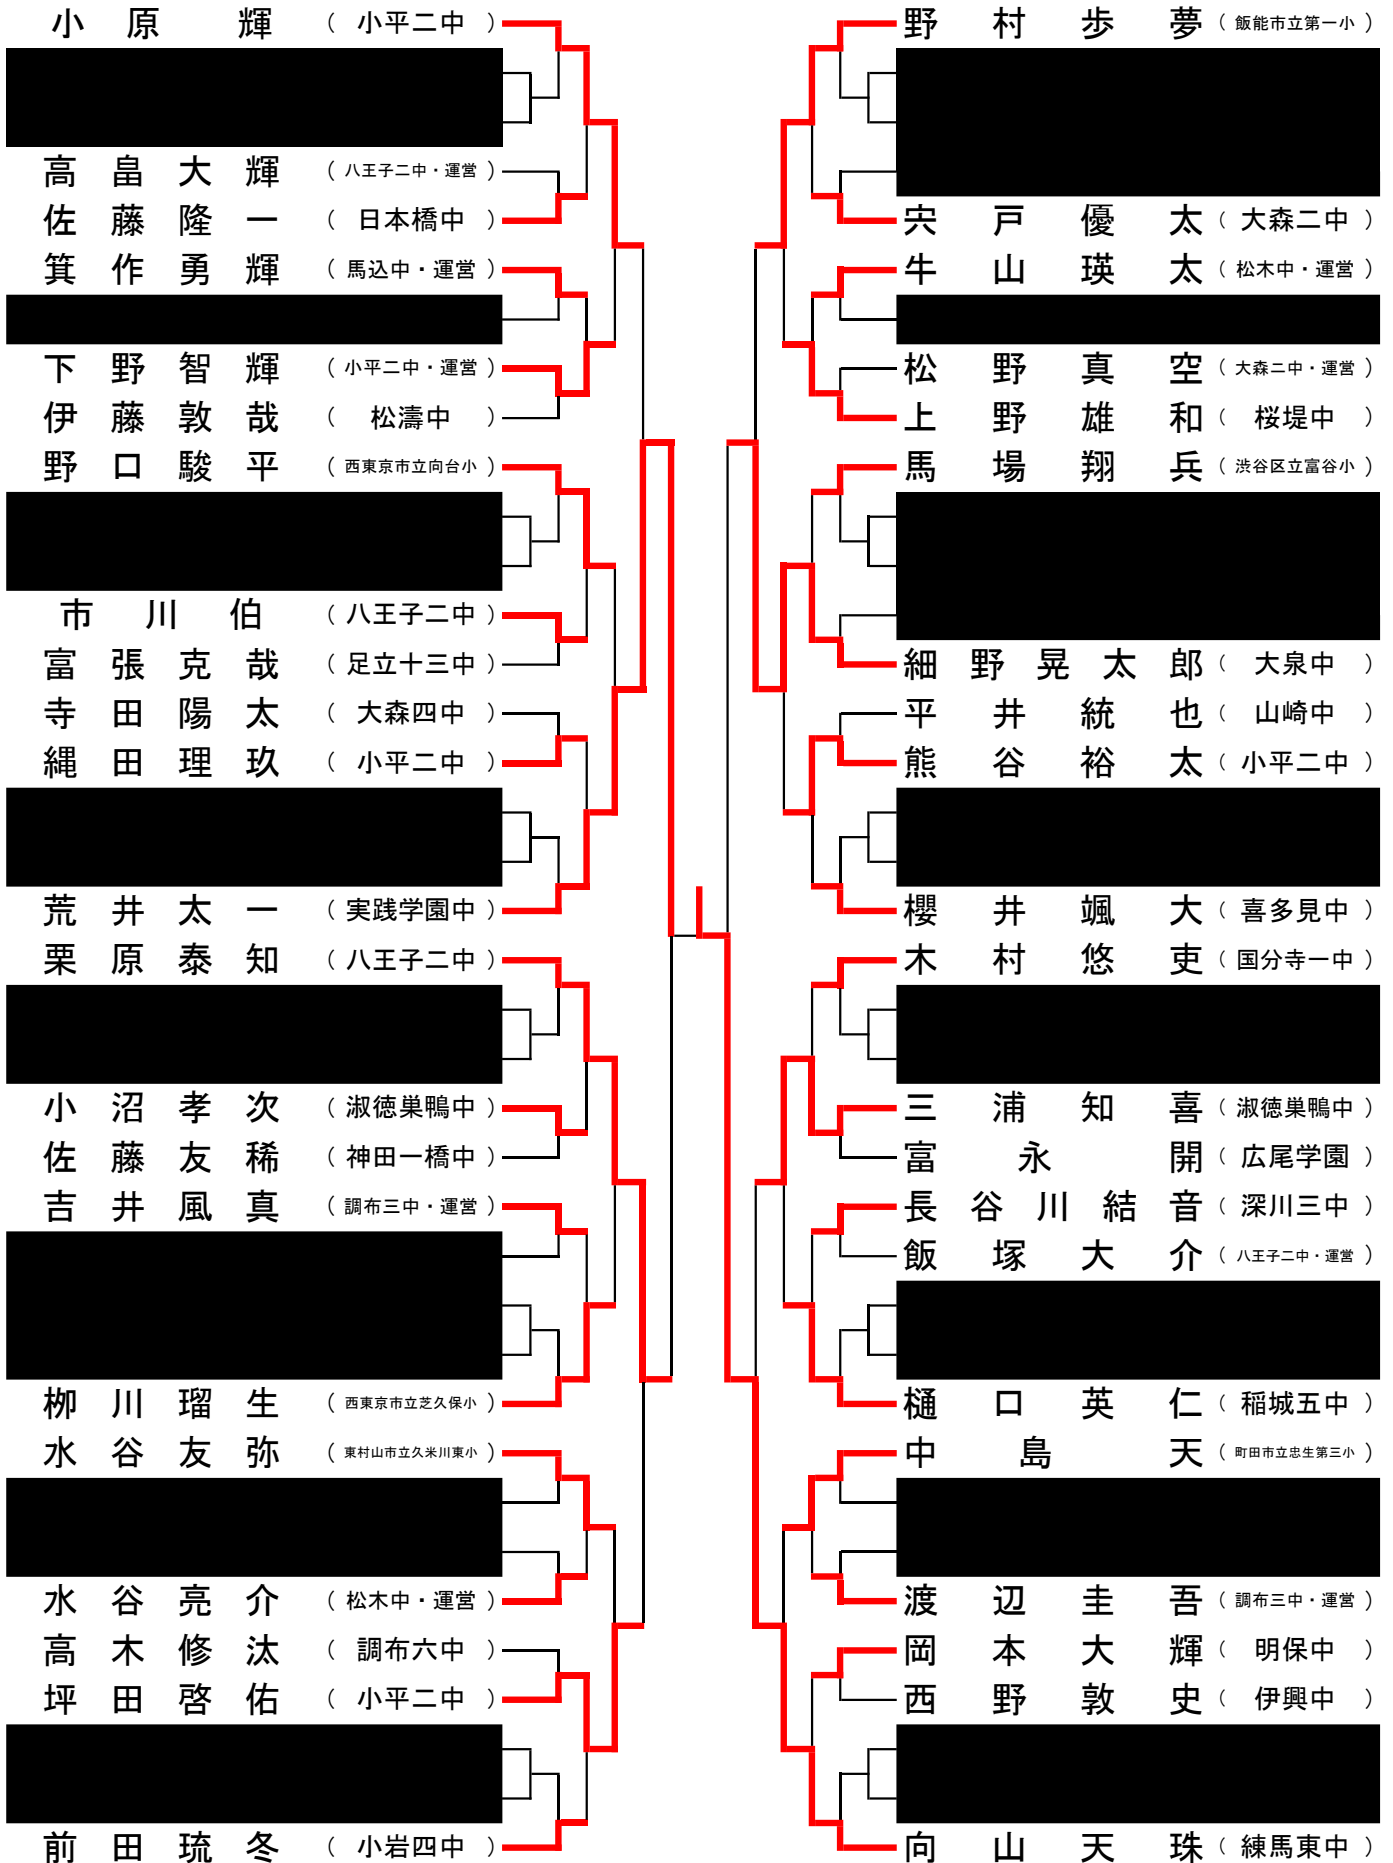 小原輝 （ 小平二中 ）
高畠大輝 （ 八王子二中・運営 ）
佐藤隆一 （ 日本橋中 ）
箕作勇輝 （ 馬込中・運営 ）
下野智輝 （ 小平二中・運営 ）
伊藤敦哉 （ 松濤中 ）
野口駿平 （ 西東京市立向台小 ）
市川伯 （ 八王子二中 ）
富張克哉 （ 足立十三中 ）
寺田陽太 （ 大森四中 ）
縄田理玖 （ 小平二中 ）
荒井太一 （ 実践学園中 ）
栗原泰知 （ 八王子二中 ）
小沼孝次 （ 淑徳巣鴨中 ）
佐藤友稀 （ 神田一橋中 ）
吉井風真 （ 調布三中・運営 ）
栁川瑠生 （ 西東京市立芝久保小 ）
水谷友弥 （ 東村山市立久米川東小 ）
水谷亮介 （ 松木中・運営 ）
高木修汰 （ 調布六中 ）
坪田啓佑 （ 小平二中 ）
前田琉冬 （ 小岩四中 ）
野村歩夢 （ 飯能市立第一小 ）
宍戸優太 （ 大森二中 ）
牛山瑛太 （ 松木中・運営 ）
松野真空 （ 大森二中・運営 ）
上野雄和 （ 桜堤中 ）
馬場翔兵 （ 渋谷区立富谷小 ）
細野晃太郎 （ 大泉中 ）
平井統也 （ 山崎中 ）
熊谷裕太 （ 小平二中 ）
櫻井颯大 （ 喜多見中 ）
木村悠吏 （ 国分寺一中 ）
三浦知喜 （ 淑徳巣鴨中 ）
富永開 （ 広尾学園 ）
長谷川結音 （ 深川三中 ）
飯塚大介 （ 八王子二中・運営 ）
樋口英仁 （ 稲城五中 ）
中島天 （ 町田市立忠生第三小 ）
渡辺圭吾 （ 調布三中・運営 ）
岡本大輝 （ 明保中 ）
西野敦史 （ 伊興中 ）
向山天珠 （ 練馬東中 ）